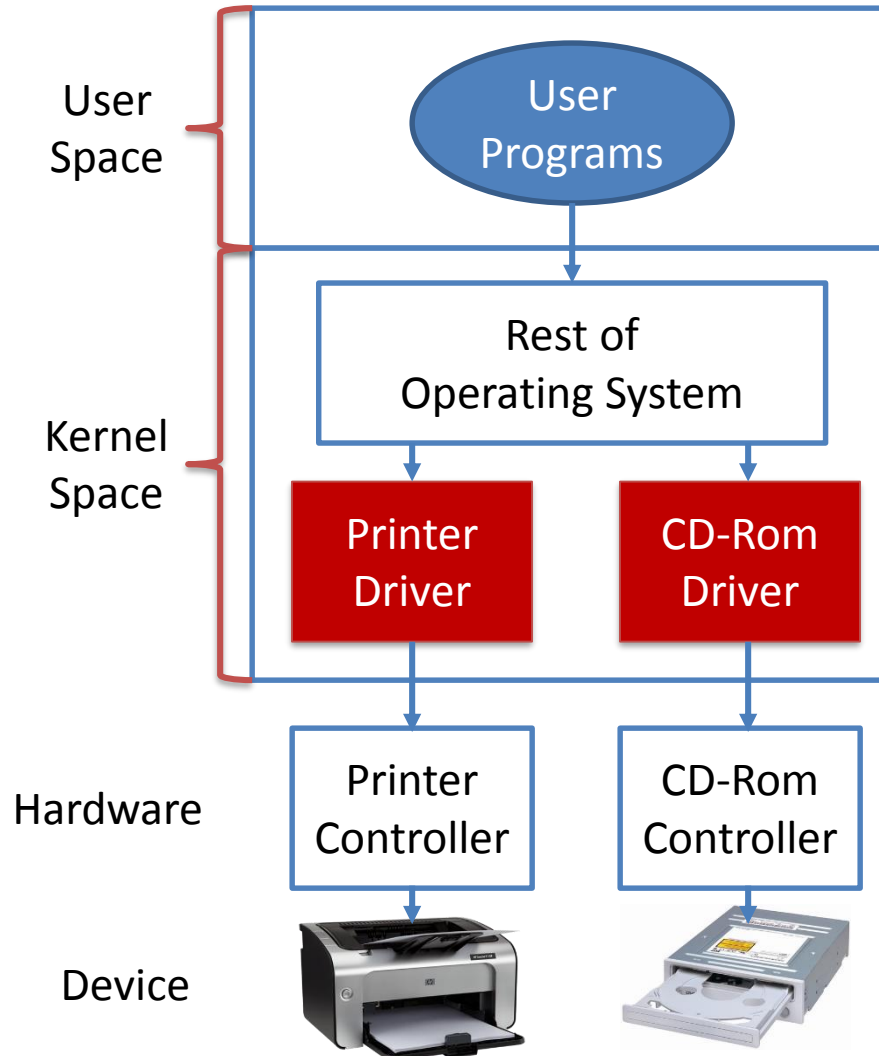 User
Space
User
Programs
Kernel
Space
Rest of
Operating System
Printer
Driver
CD-Rom
Driver
Hardware
Printer
Controller
CD-Rom
Controller
Device